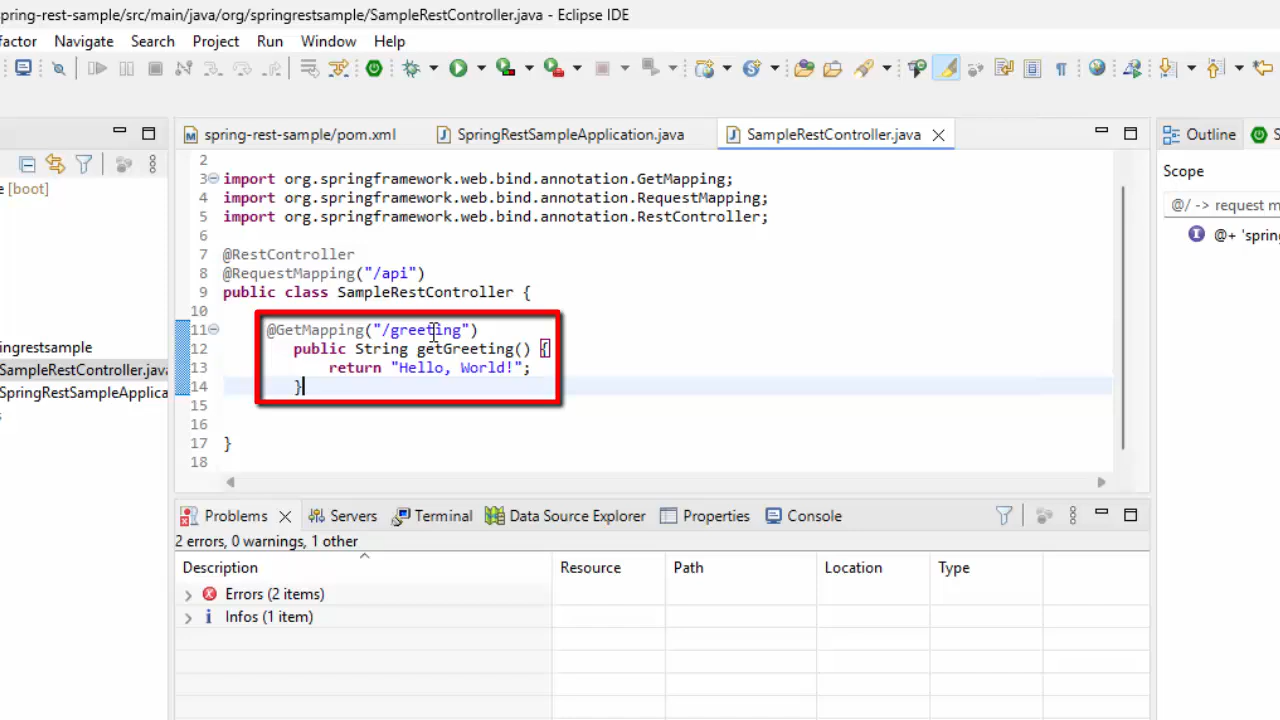 pring-rest-sample/src/main/java/org/springrestsample/SampleRestController.java - Eclipse IDE
factor Navigate Search Project Run Window Help
spring-rest-sample/pom.xml SpringRestSampleApplication.java SampleRestController.java Outline S
e [boot]
Scope
@/ -> request m
@+ 'spring
2
3 import org.springframework.web.bind.annotation.GetMapping;
4 import org.springframework.web.bind.annotation.RequestMapping;
5 import org.springframework.web.bind.annotation.RestController;
6
7 @RestController
8 @RequestMapping("/api")
9 public class SampleRestController {
10
11 @GetMapping("/greeting")
12 public String getGreeting() {
13 return "Hello, World!";
14 }
15
16
17 }
18
ingrestsample
SampleRestController.java
SpringRestSampleApplica
s
Problems Servers Terminal Data Source Explorer Properties Console
2 errors, 0 warnings, 1 other
Description Resource Path Location Type
Errors (2 items)
Infos (1 item)